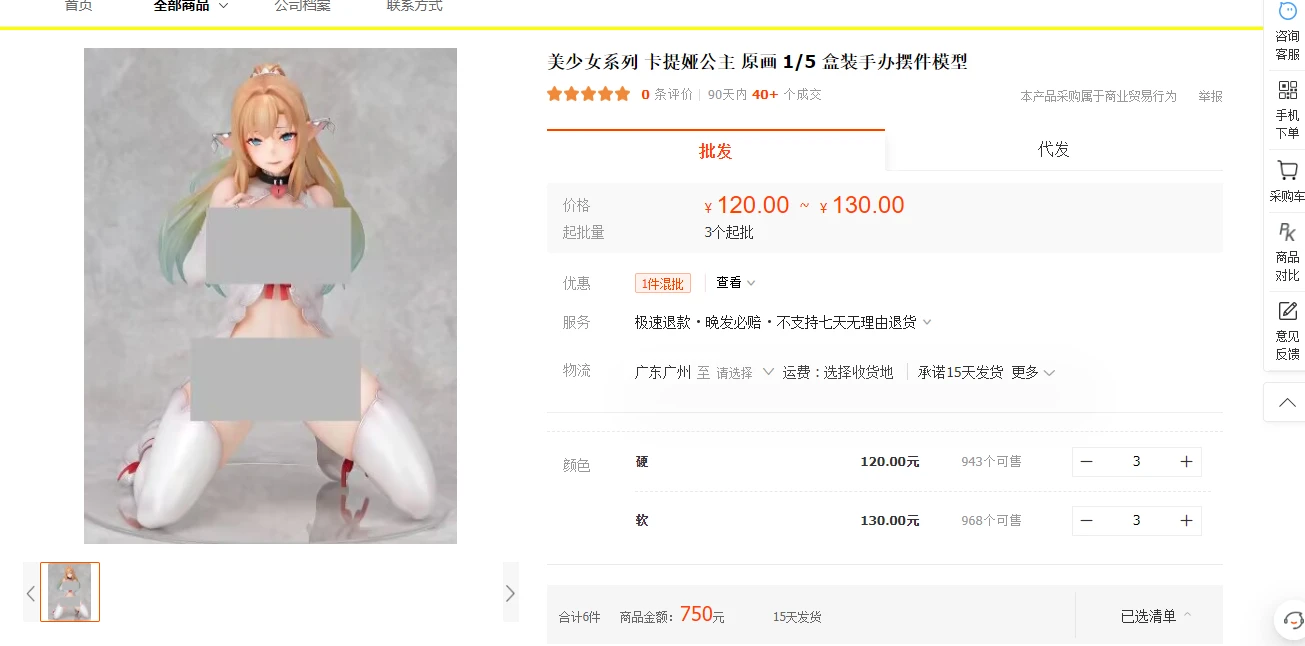 首页 全部商品 公司档案 联系方式
美少女系列 卡提娅公主 原画 1/5 盒装手办摆件模型
0 条评价 90天内 40+ 个成交 本产品采购属于商业贸易行为 举报
批发 代发
价格 ¥ 120.00 ~ ¥ 130.00
起批量 3个起批
优惠 1件混批 查看
服务 极速退款·晚发必赔·不支持七天无理由退货
物流 广东广州 至 请选择 运费：选择收货地 承诺15天发货 更多
颜色 硬 120.00元 943个可售 3
软 130.00元 968个可售 3
合计6件 商品金额：750元 15天发货 已选清单
咨询
客服
手机
下单
采购车
PK
商品
对比
意见
反馈